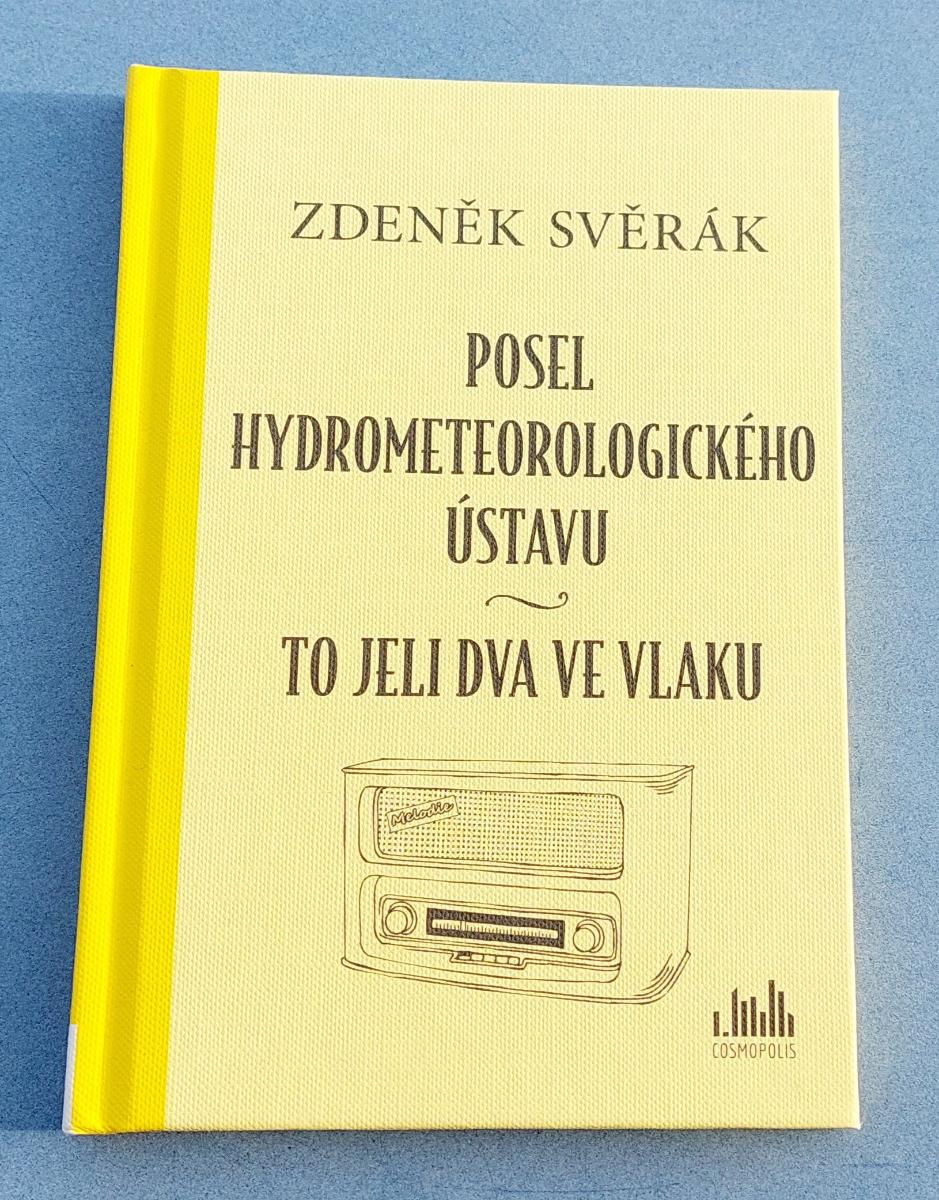 ZDENĚK SVĚRÁK
POSEL
HYDROMETEOROLOGICKÉHO
ÚSTAVU
TO JELI DVA VE VLAKU
Melodie
COSMOPOLIS